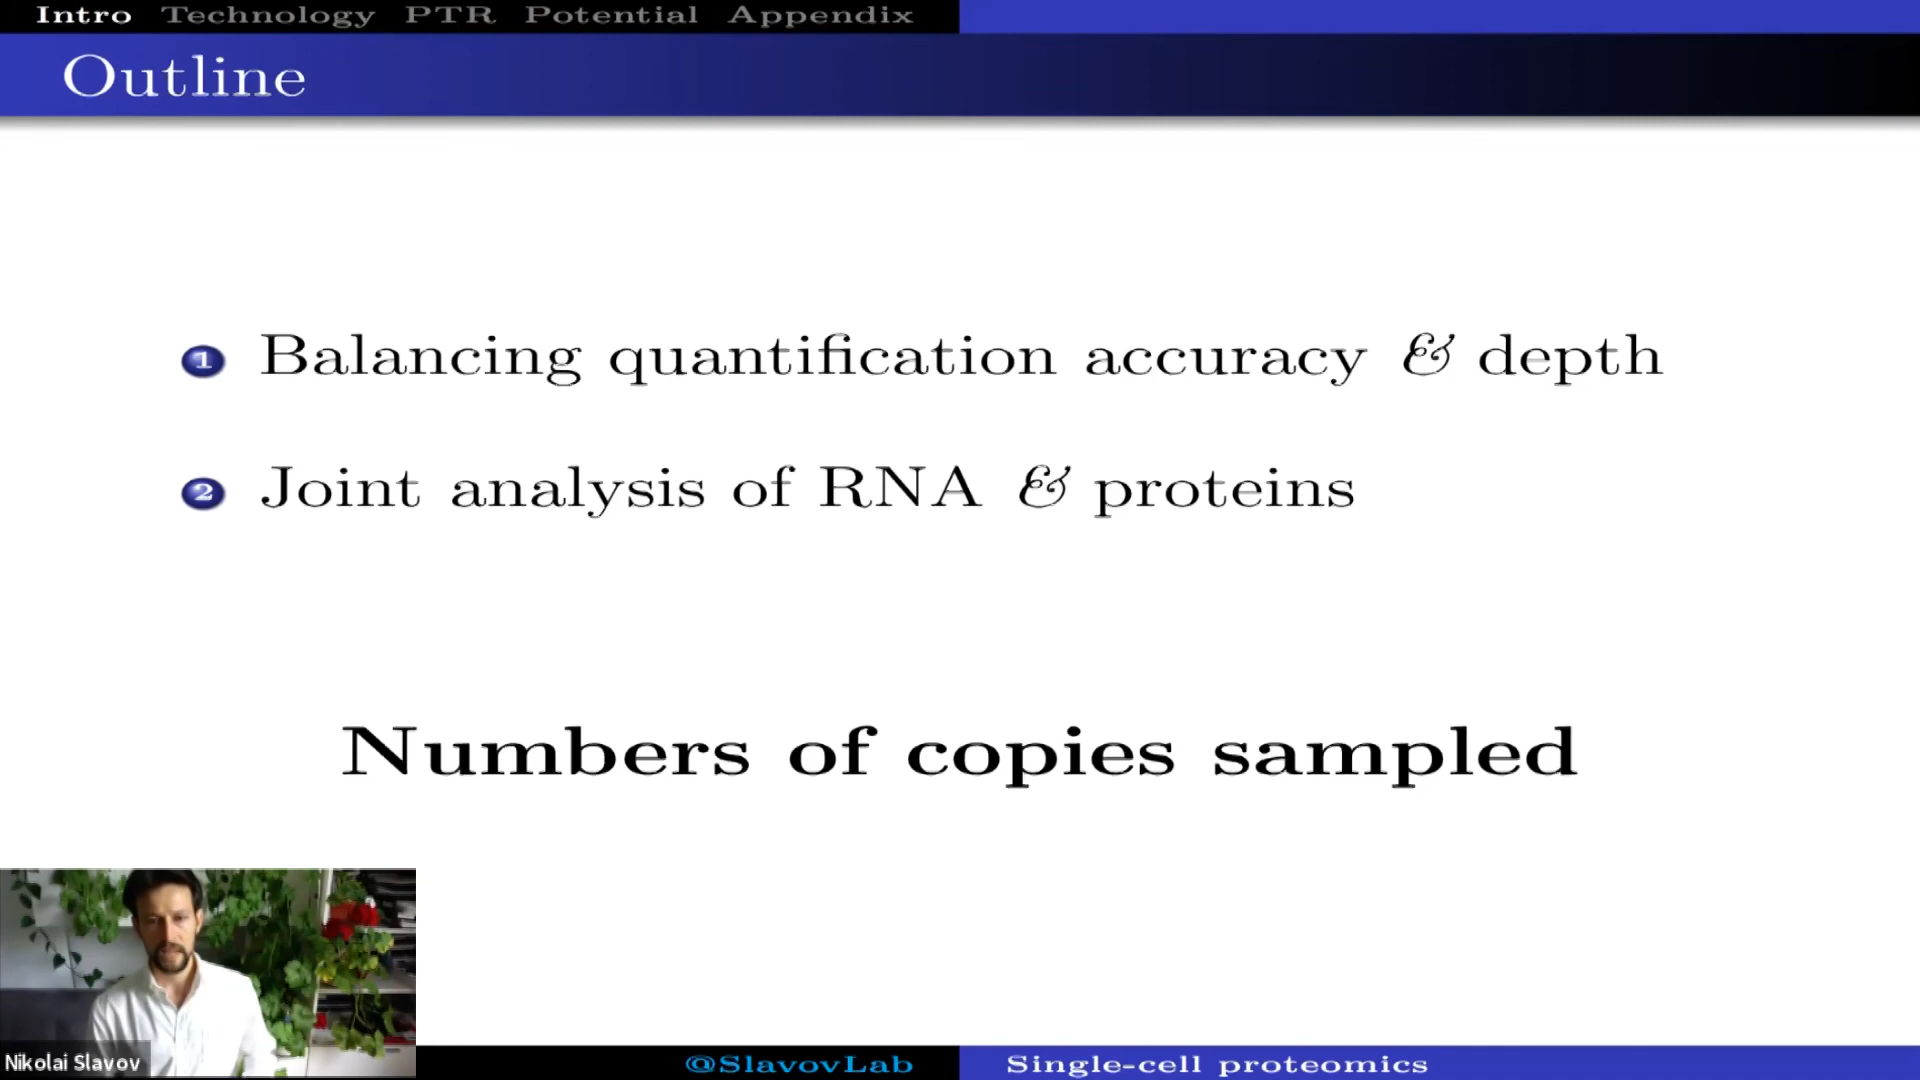 Intro Technology PTR Potential Appendix
Outline
1 Balancing quantification accuracy & depth
2 Joint analysis of RNA & proteins
Numbers of copies sampled
Nikolai Slavov
@SlavovLab Single-cell proteomics